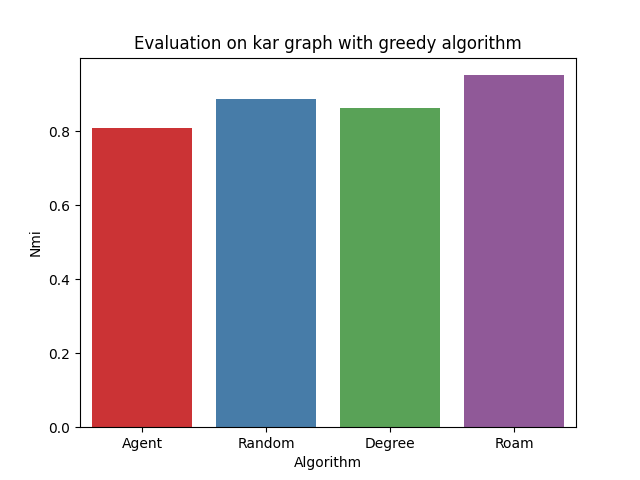 Evaluation on kar graph with greedy algorithm
Nmi
0.8
0.6
0.4
0.2
0.0
Agent Random Degree Roam
Algorithm